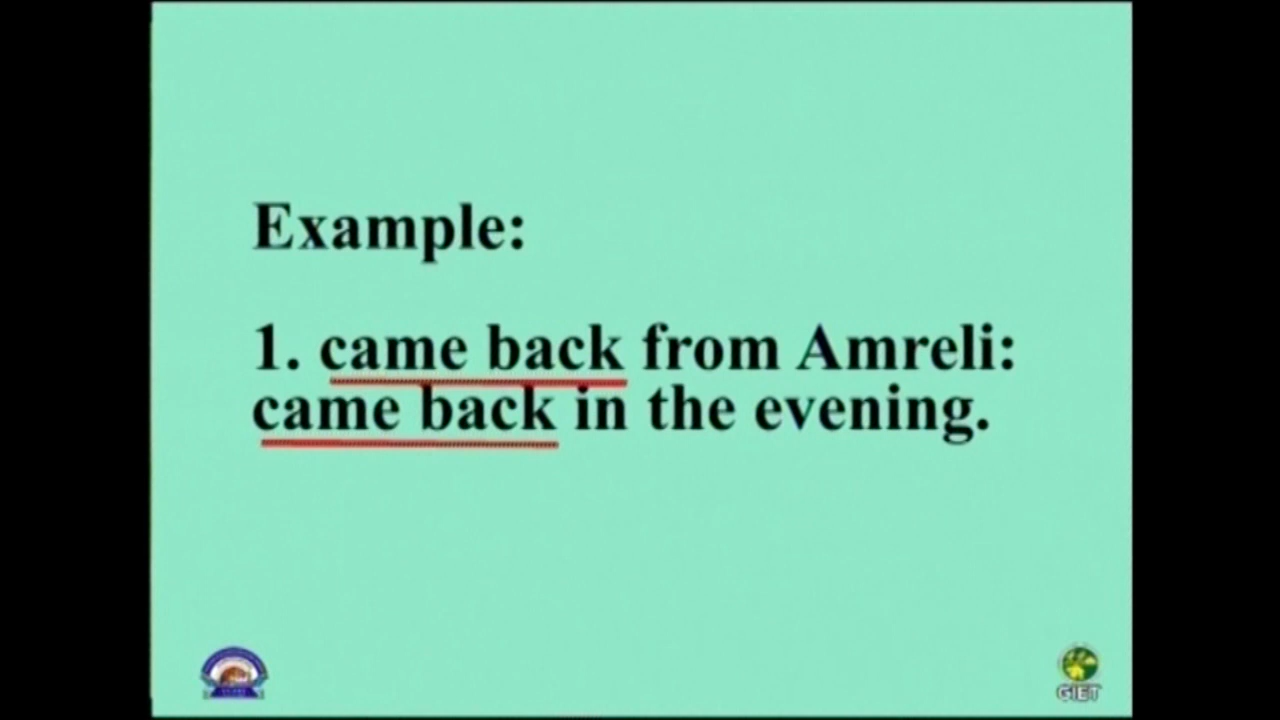 Example:
1. came back from Amreli:
came back in the evening.
GIET